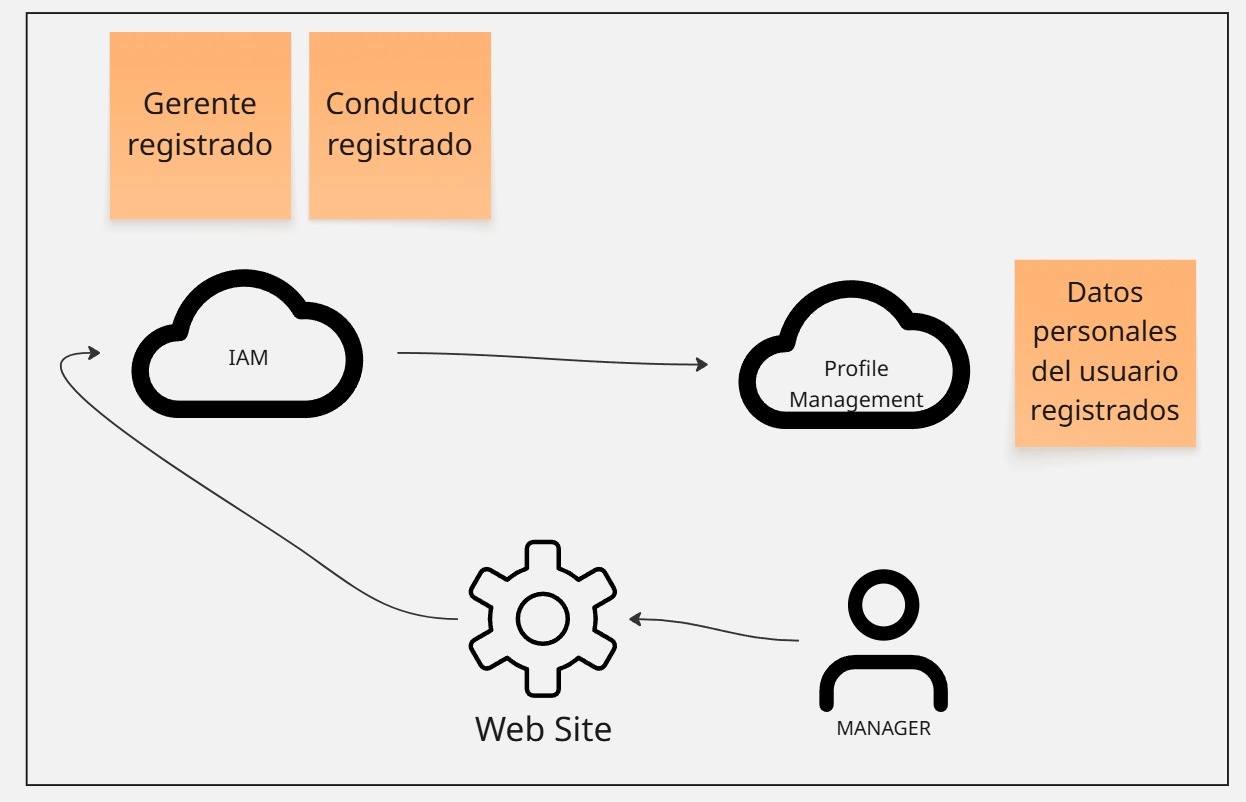 Gerente
registrado
Conductor
registrado
IAM
Profile
Management
Datos
personales
del usuario
registrados
Web Site
MANAGER